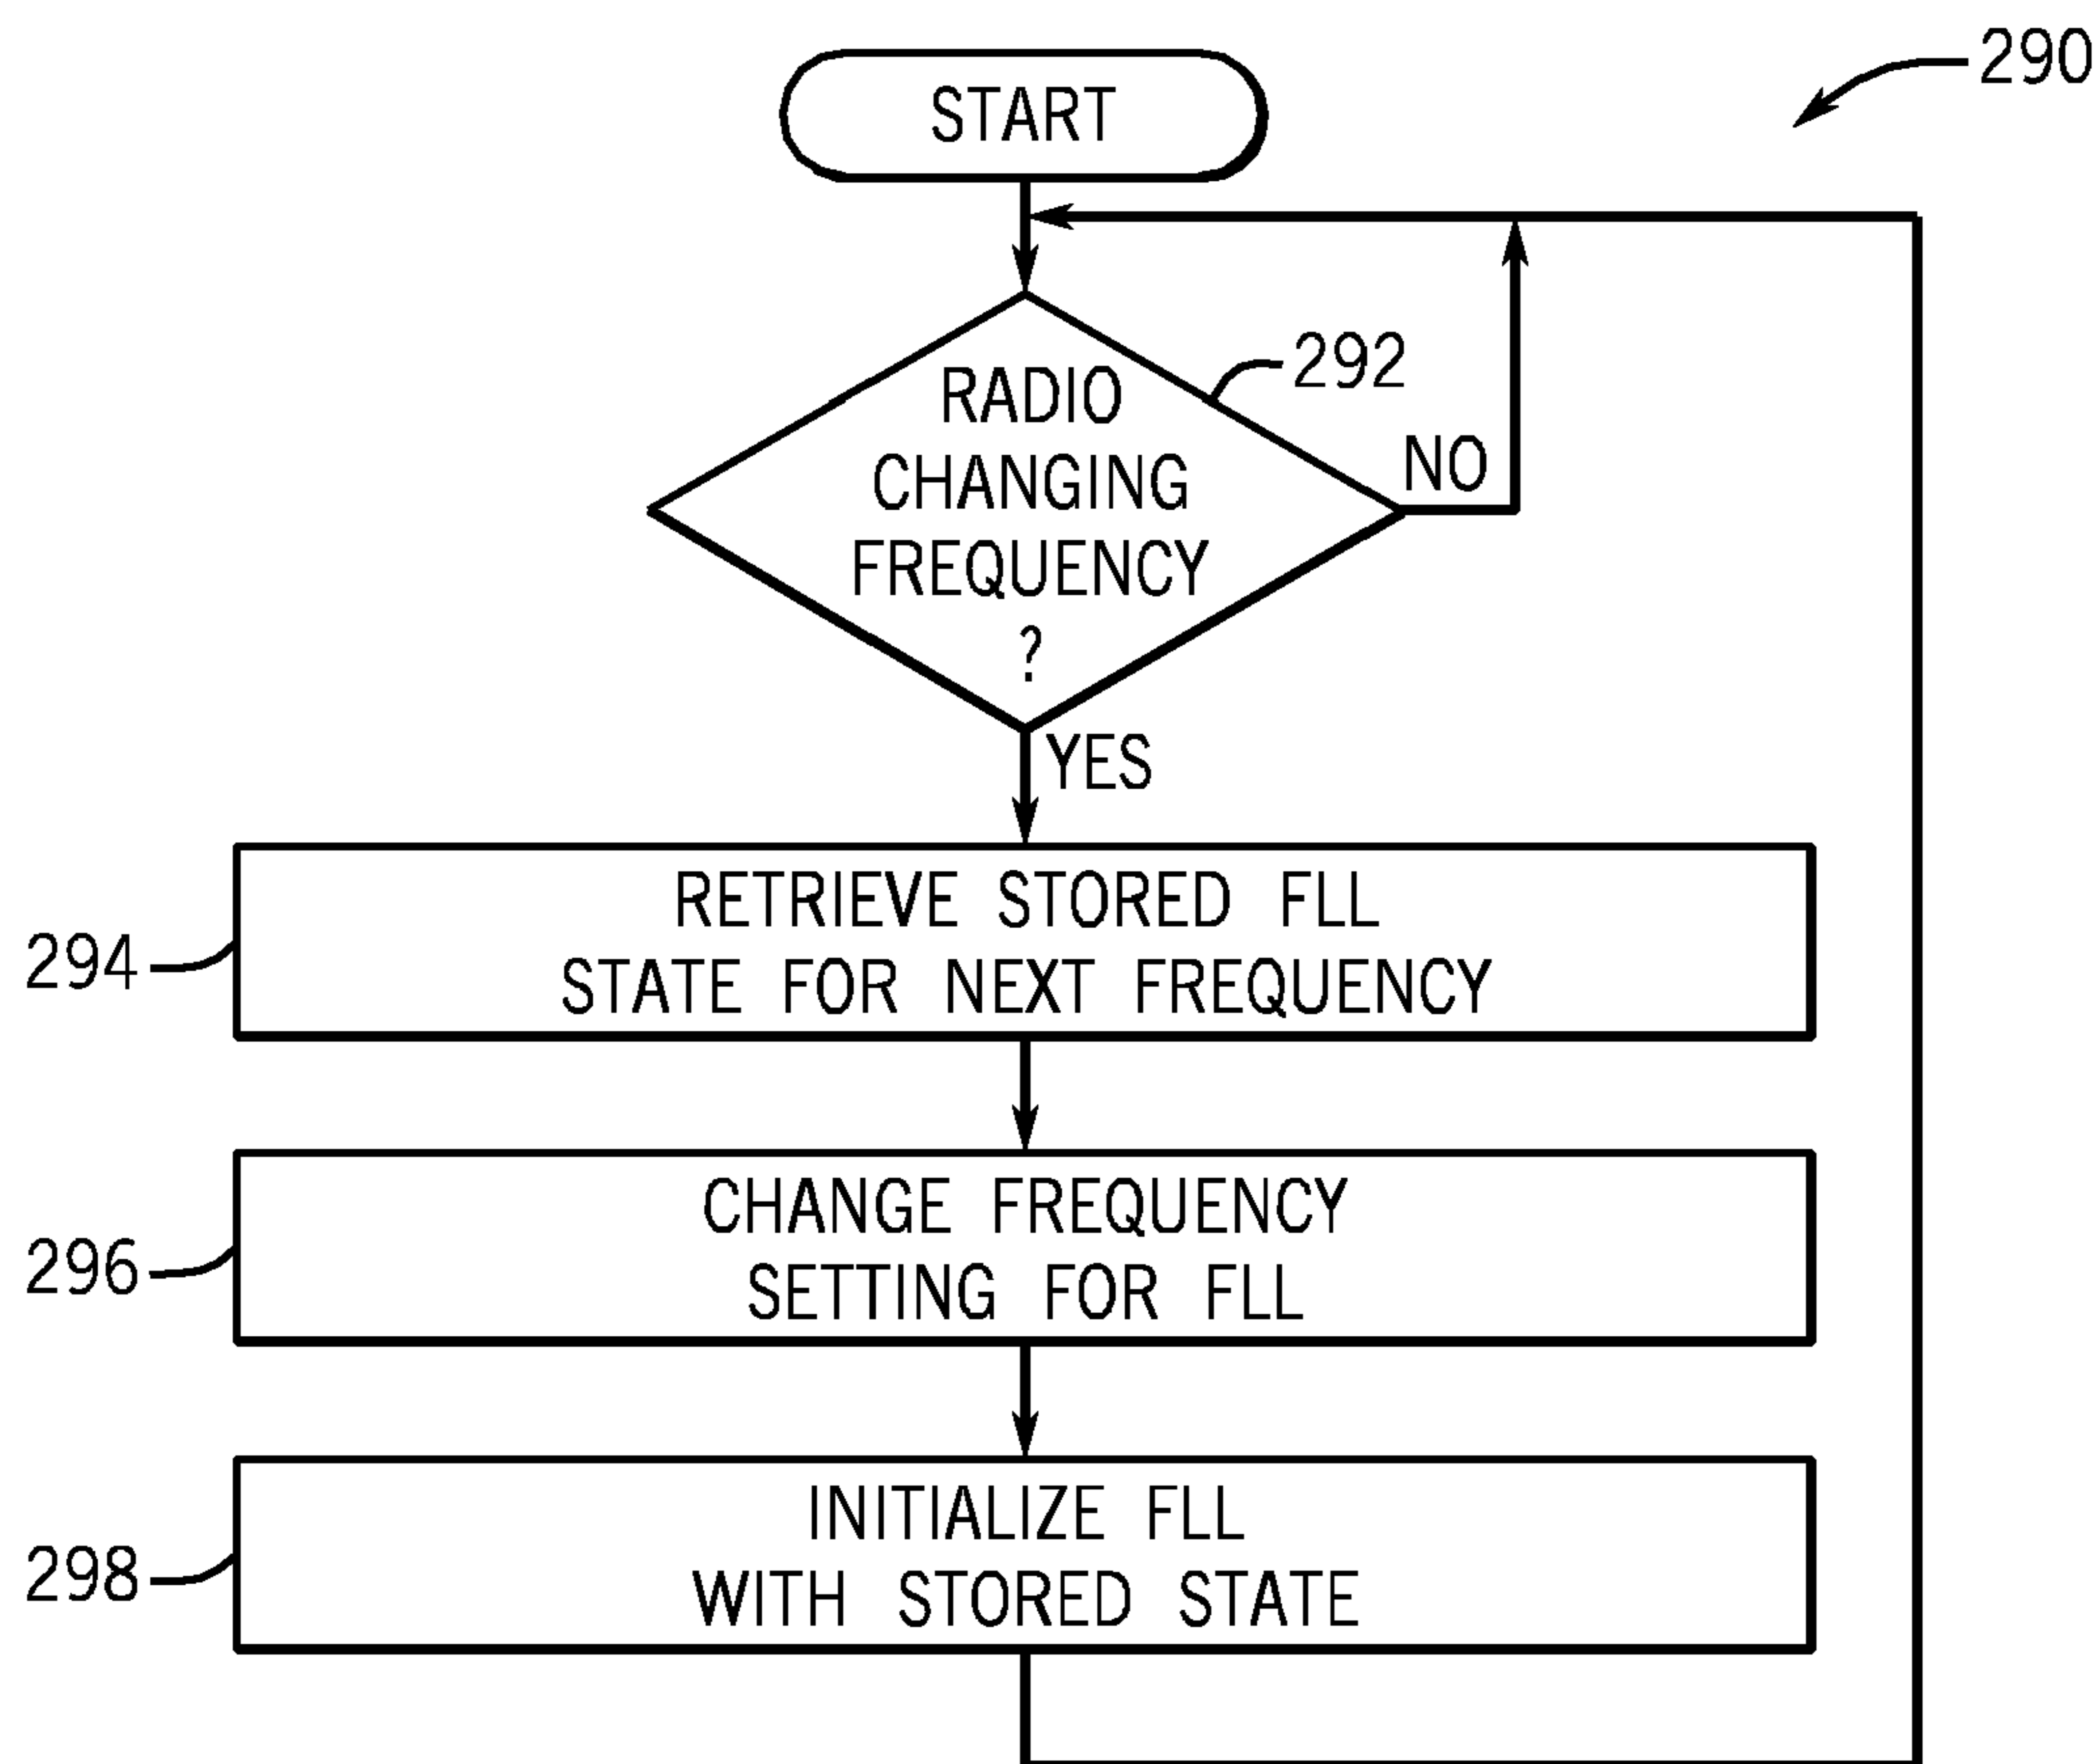 290
START
292
RADIO
CHANGING
FREQUENCY
?
NO
YES
294
RETRIEVE STORED FLL
STATE FOR NEXT FREQUENCY
296
CHANGE FREQUENCY
SETTING FOR FLL
298
INITIALIZE FLL
WITH STORED STATE